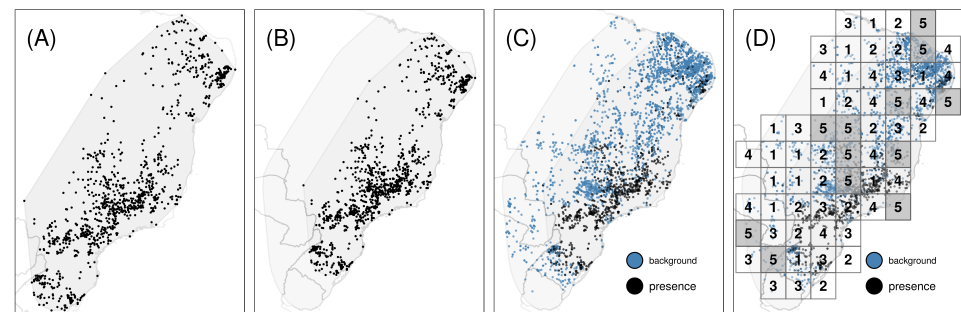 (A)
(B)
(C)
background
presence
(D)
3 1 2 5
3 1 2 2 5 4
4 1 4 3 1 4
1 2 4 5 4 5
1 3 5 5 2 3 2
4 1 1 2 5 4 5
1 1 2 5 1 4
4 1 2 3 2 4 5
5 3 2 4 3
3 5 1 3 2
3 3 2
background
presence